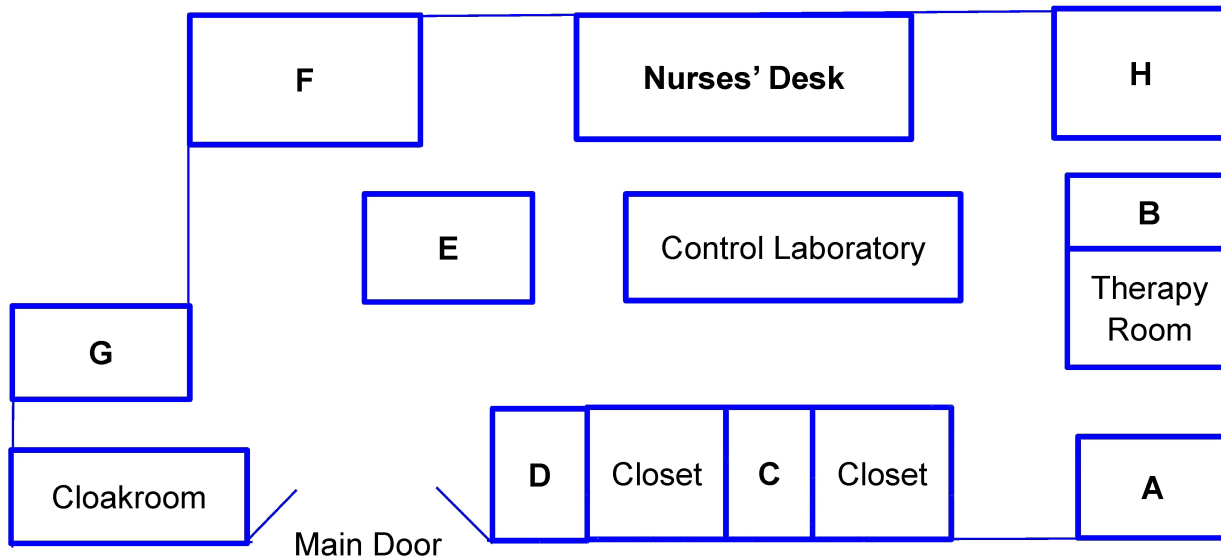 F
Nurses’ Desk
H
B
E
Control Laboratory
Therapy
Room
G
D
Closet
C
Closet
A
Cloakroom
Main Door